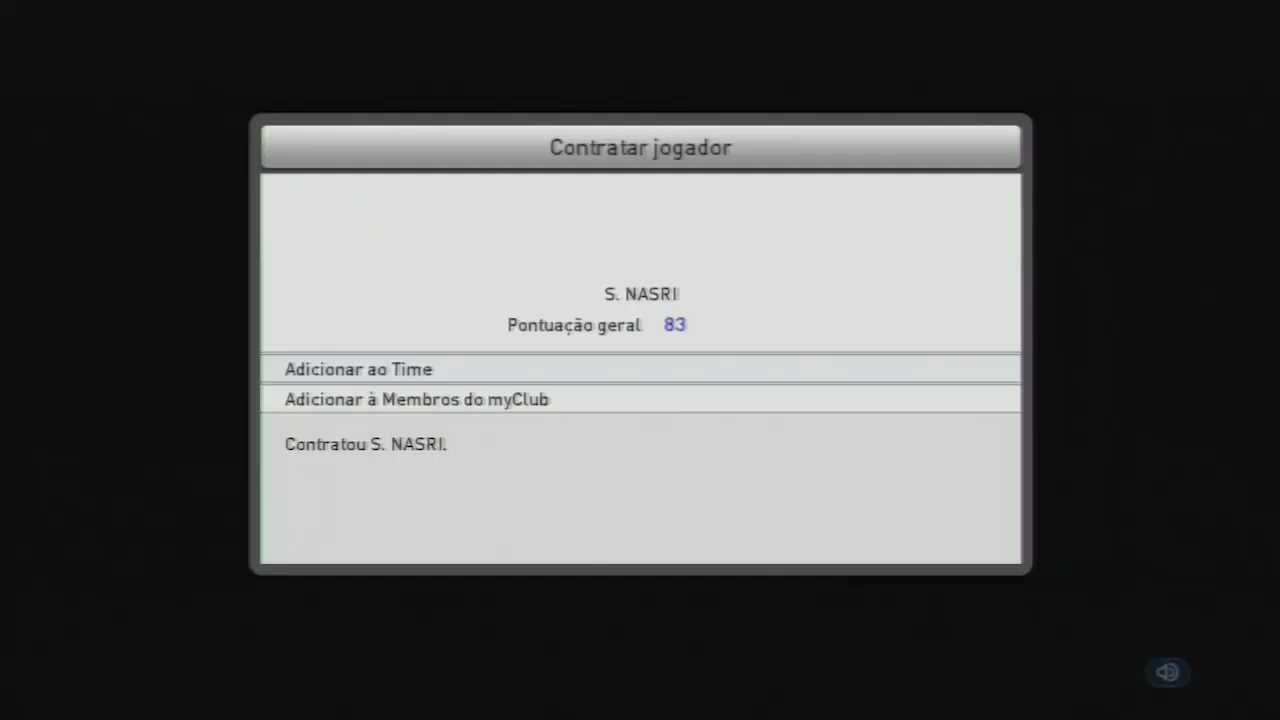 Contratar jogador
S. NASRI
Pontuação geral 83
Adicionar ao Time
Adicionar à Membros do myClub
Contratou S. NASRI.